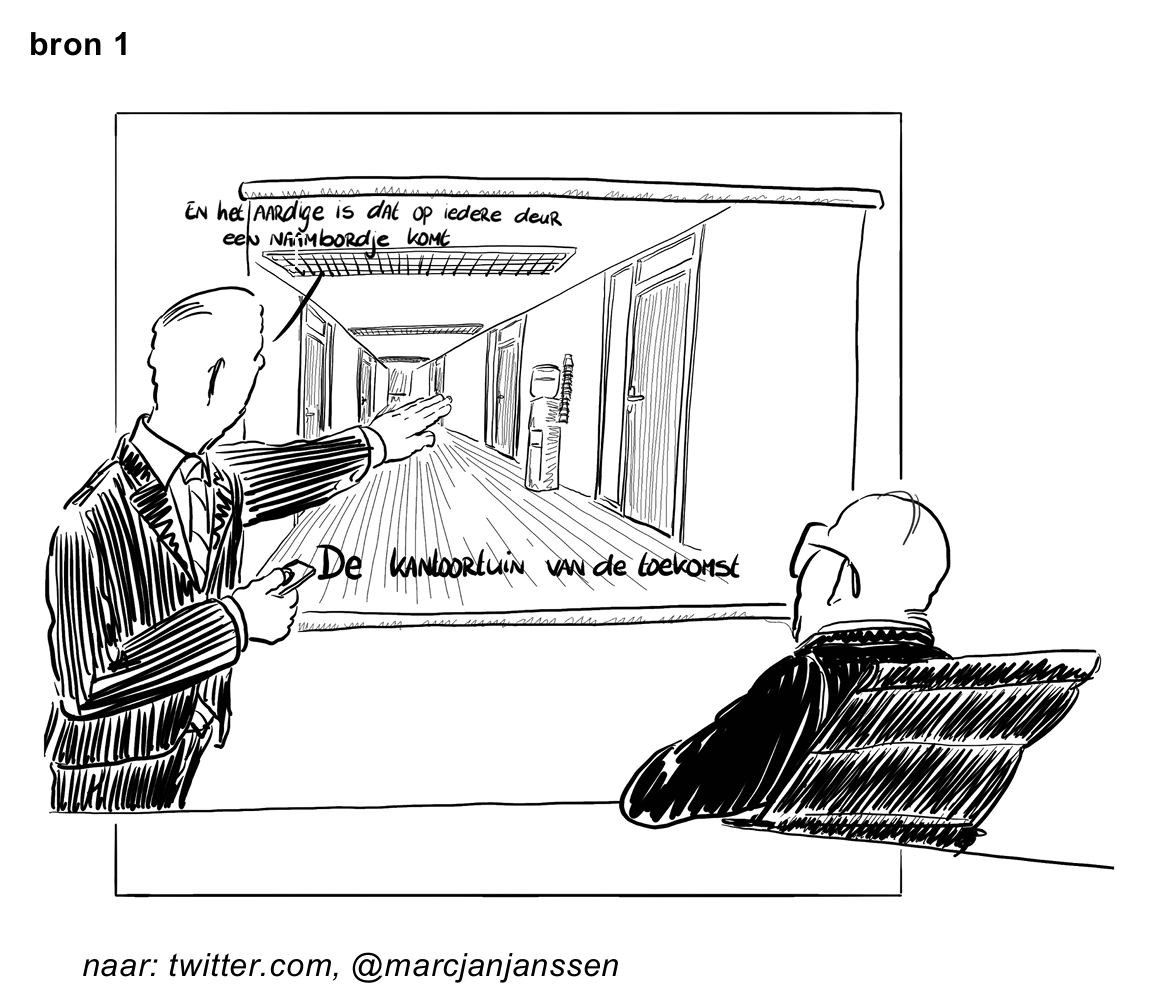 bron 1
En het aardige is dat op iedere deur
een naambordje komt
De kantoortuin van de toekomst
naar: twitter.com, @marcjanjanssen